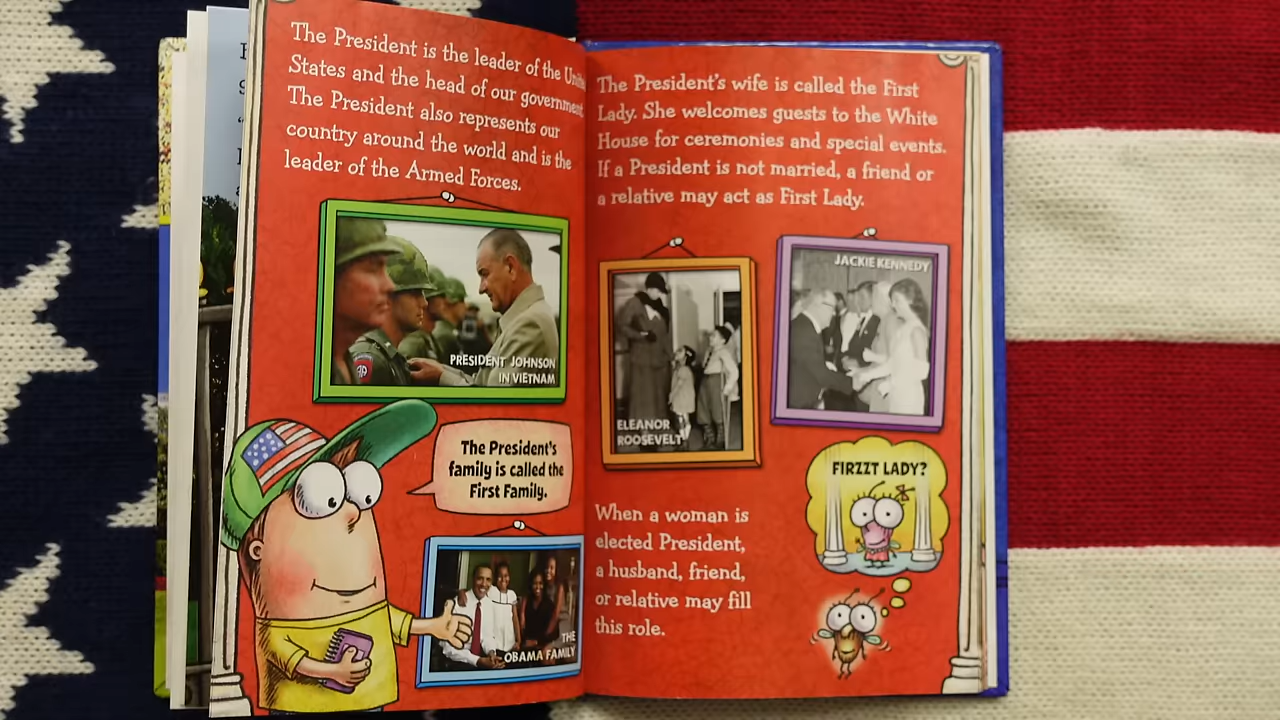 The President is the leader of the United
States and the head of our government.
The President also represents our
country around the world and is the
leader of the Armed Forces.
PRESIDENT JOHNSON
IN VIETNAM
The President's
family is called the
First Family.
THE
OBAMA FAMILY
The President's wife is called the First
Lady. She welcomes guests to the White
House for ceremonies and special events.
If a President is not married, a friend or
a relative may act as First Lady.
ELEANOR
ROOSEVELT
JACKIE KENNEDY
FIRZZT LADY?
When a woman is
elected President,
a husband, friend,
or relative may fill
this role.